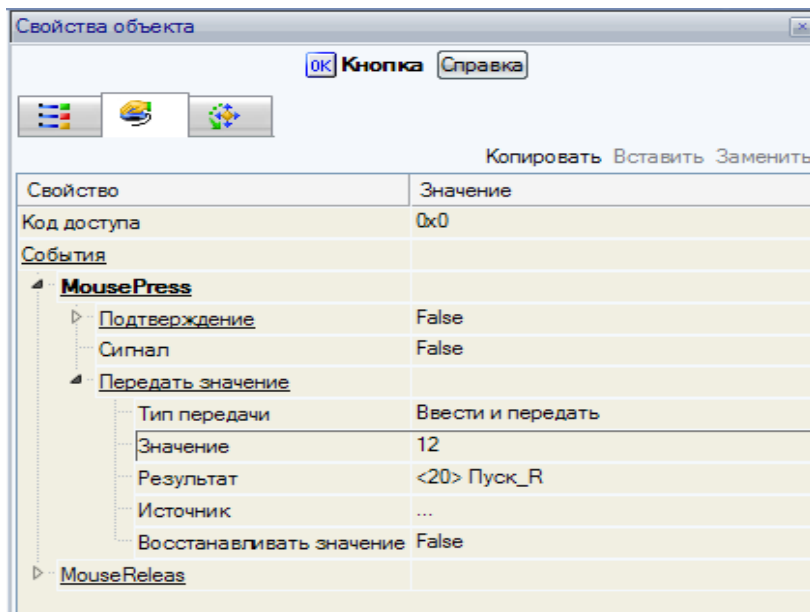 Свойства объекта
OK Кнопка Справка
Копировать Вставить Заменить
Свойство Значение
Код доступа 0x0
События
MousePress
Подтверждение False
Сигнал False
Передать значение
Тип передачи Ввести и передать
Значение 12
Результат <20> Пуск_R
Источник ...
Восстанавливать значение False
MouseReleas